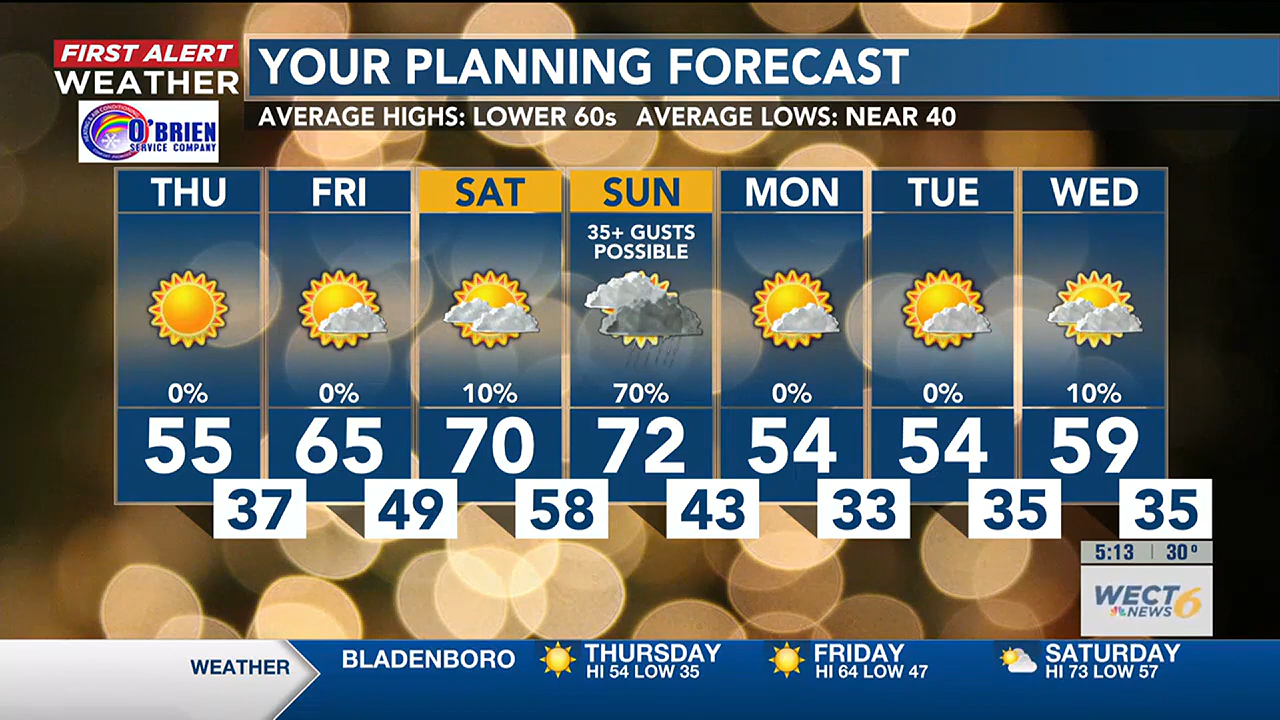 FIRST ALERT
WEATHER
YOUR PLANNING FORECAST
AVERAGE HIGHS: LOWER 60s AVERAGE LOWS: NEAR 40
O'BRIEN
SERVICE COMPANY
THU FRI SAT SUN MON TUE WED
35+ GUSTS
POSSIBLE
0% 0% 10% 70% 0% 0% 10%
55 65 70 72 54 54 59
37 49 58 43 33 35 35
5:13 30°
WECT 6
NEWS
WEATHER
BLADENBORO
THURSDAY
HI 54 LOW 35
FRIDAY
HI 64 LOW 47
SATURDAY
HI 73 LOW 57